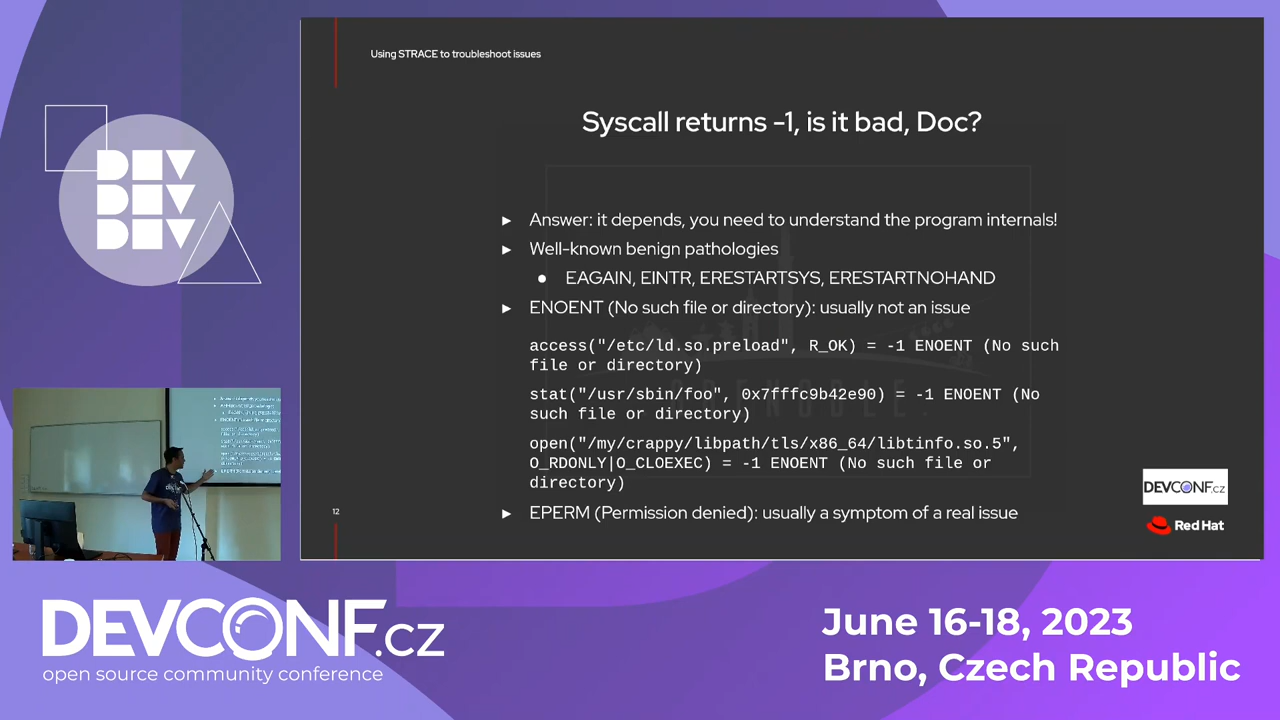 Using STRACE to troubleshoot issues
Syscall returns -1, is it bad, Doc?
► Answer: it depends, you need to understand the program internals!
► Well-known benign pathologies
● EAGAIN, EINTR, ERESTARTSYS, ERESTARTNOHAND
► ENOENT (No such file or directory): usually not an issue
access("/etc/ld.so.preload", R_OK) = -1 ENOENT (No such
file or directory)
stat("/usr/sbin/foo", 0x7fffc9b42e90) = -1 ENOENT (No
such file or directory)
open("/my/crappy/libpath/tls/x86_64/libtinfo.so.5",
O_RDONLY|O_CLOEXEC) = -1 ENOENT (No such file or
directory)
► EPERM (Permission denied): usually a symptom of a real issue
12
DEVCONF.cz
Red Hat
DEV
DEV
DEV
DEVCONF.cz
open source community conference
June 16-18, 2023
Brno, Czech Republic